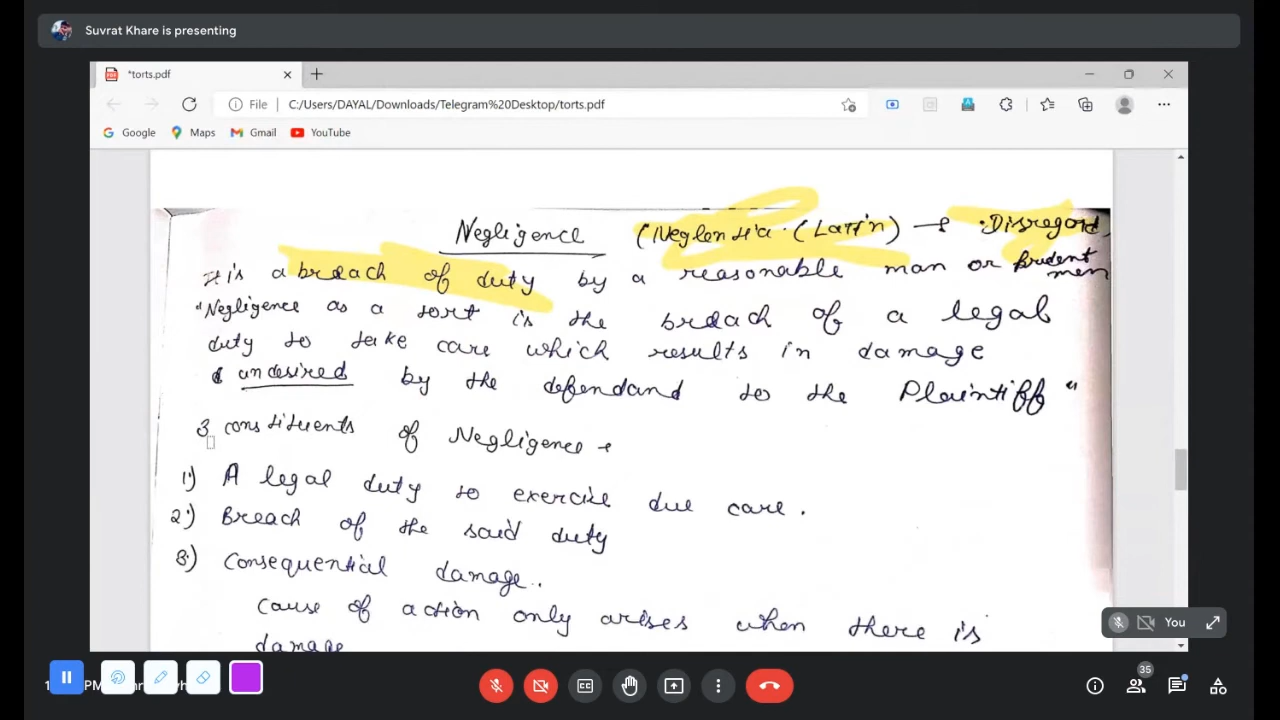 Suvrat Khare is presenting
*torts.pdf
File C:/Users/DAYAL/Downloads/Telegram%20Desktop/torts.pdf
Google Maps Gmail YouTube
Negligence (Neglentia. (Latin) → Disregard
It is a breach of duty by a reasonable man or Prudent
men
"Negligence as a tort is the breach of a legal
duty to take care which results in damage
undesired by the defendand to the Plaintiff"
3 constituents of Negligence
1) A legal duty to exercise due care.
2) Breach of the said duty
3) Consequential damage..
cause of action only arises when there is
damage
You
35